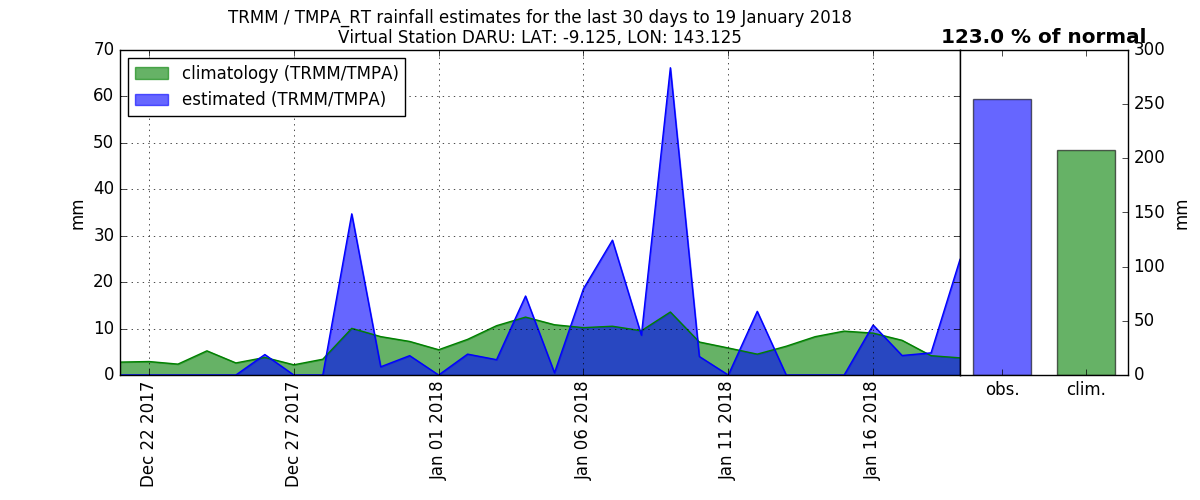 TRMM / TMPA_RT rainfall estimates for the last 30 days to 19 January 2018
Virtual Station DARU: LAT: -9.125, LON: 143.125
123.0 % of normal
climatology (TRMM/TMPA)
estimated (TRMM/TMPA)
70
60
50
40
30
20
10
0
mm
Dec 22 2017
Dec 27 2017
Jan 01 2018
Jan 06 2018
Jan 11 2018
Jan 16 2018
obs.
clim.
300
250
200
150
100
50
0
mm